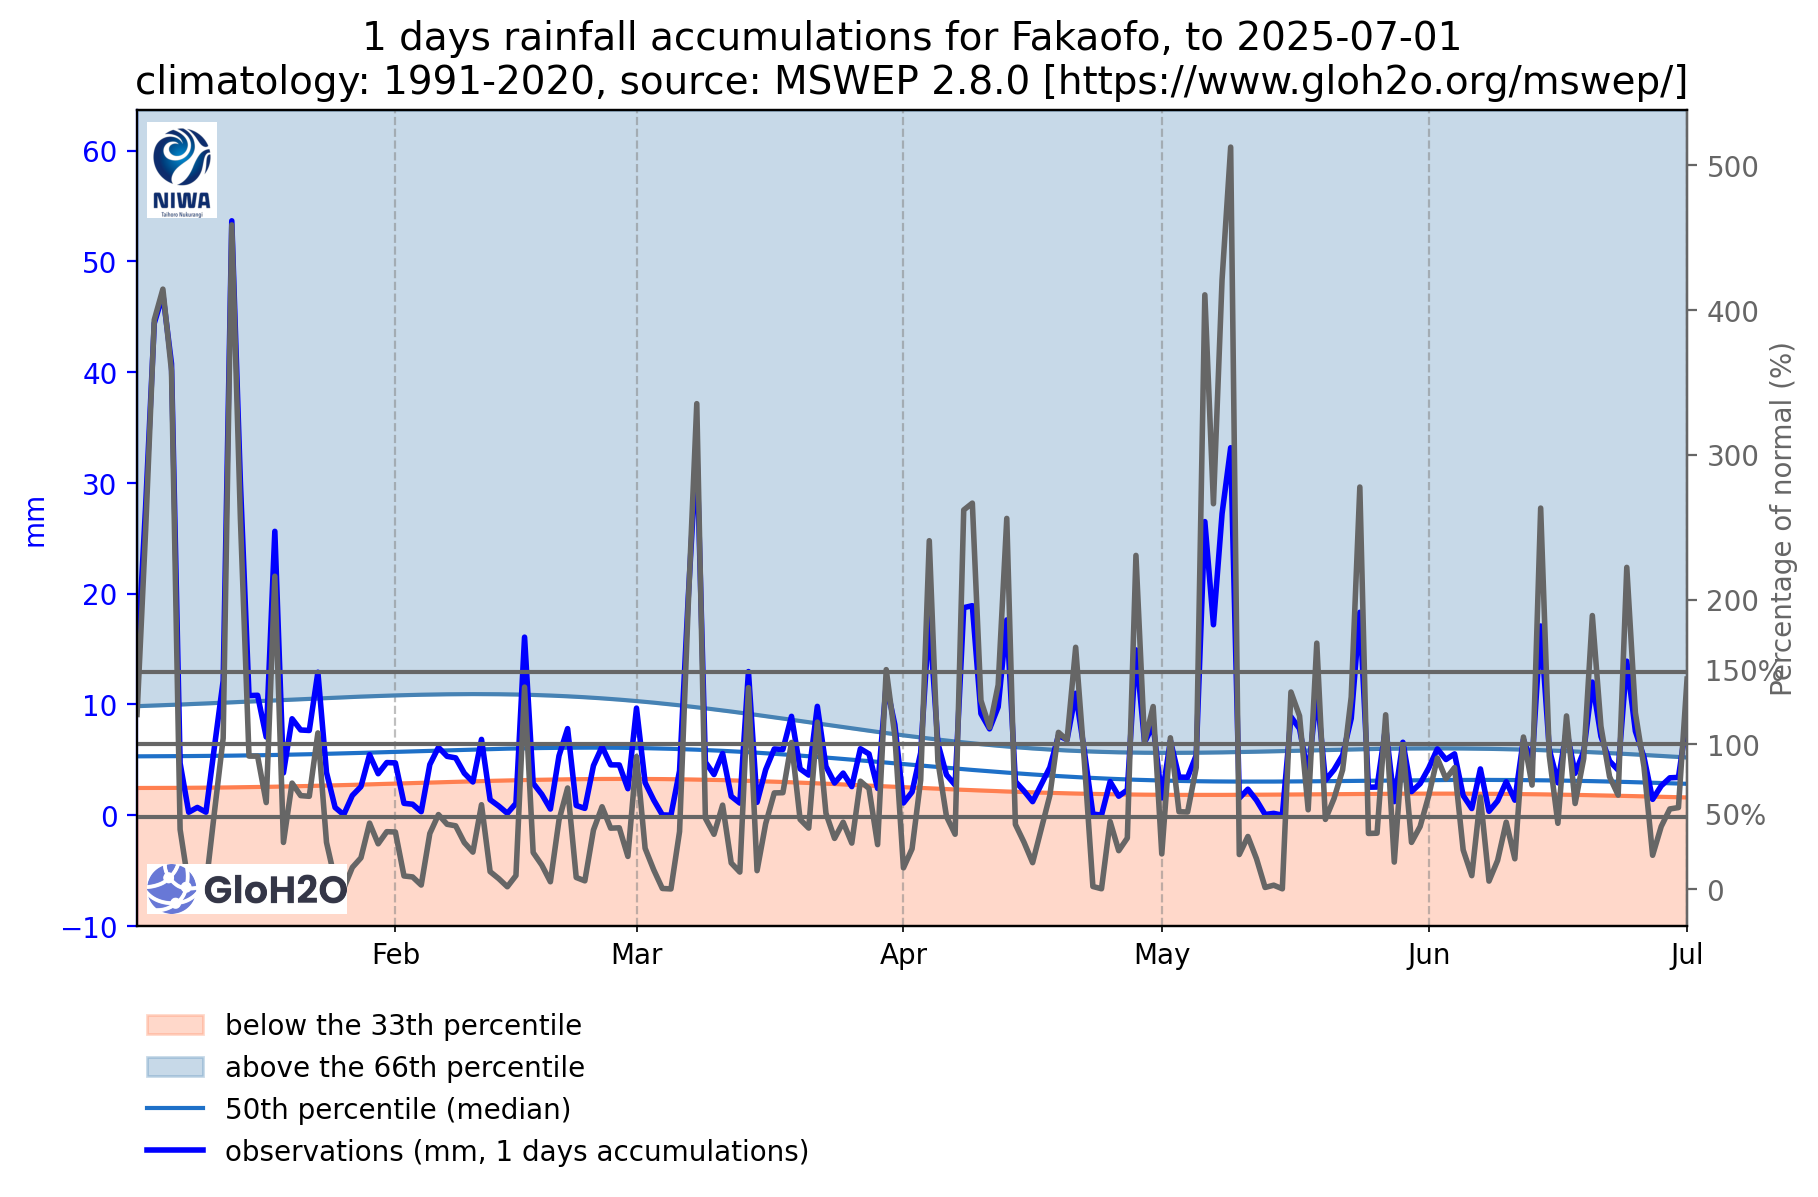 1 days rainfall accumulations for Fakaofo, to 2025-07-01
climatology: 1991-2020, source: MSWEP 2.8.0 [https://www.gloh2o.org/mswep/]
NIWA
Taihoro Nukurangi
60
50
40
30
20
10
0
−10
mm
500
400
300
200
150%
100
50%
0
Percentage of normal (%)
GloH2O
Feb
Mar
Apr
May
Jun
Jul
below the 33th percentile
above the 66th percentile
50th percentile (median)
observations (mm, 1 days accumulations)